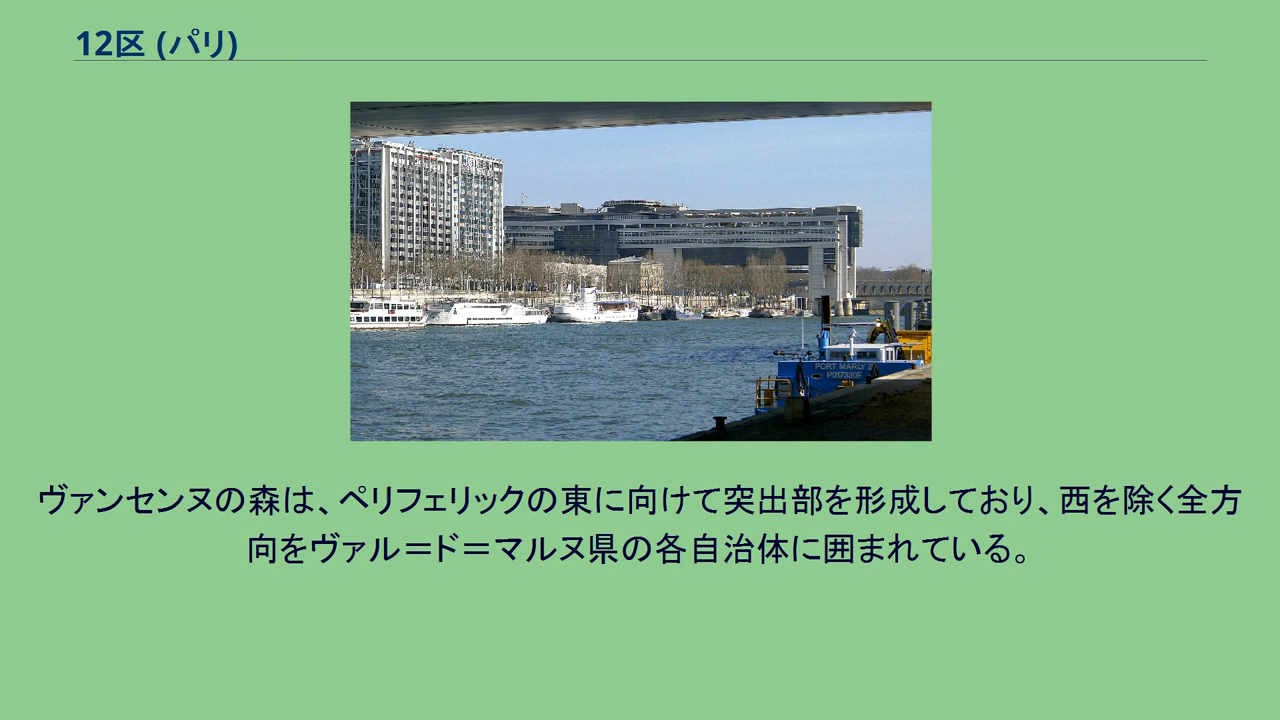 12区 (パリ)
PORT MARLY
P017330F
ヴァンセンヌの森は、ペリフェリックの東に向けて突出部を形成しており、西を除く全方
向をヴァル＝ド＝マルヌ県の各自治体に囲まれている。